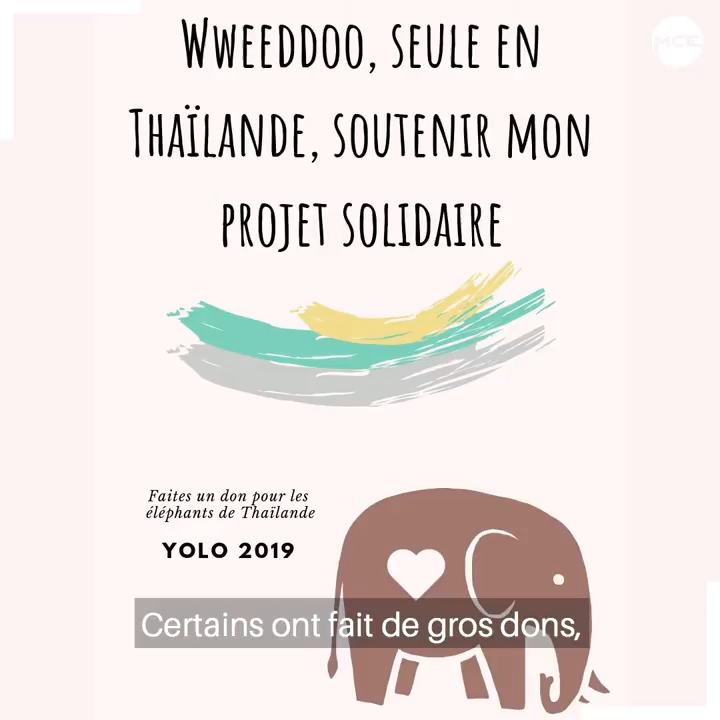 Wweeddoo, seule en
Thaïlande, soutenir mon
projet solidaire
Faites un don pour les
éléphants de Thaïlande
YOLO 2019
Certains ont fait de gros dons,
MCE